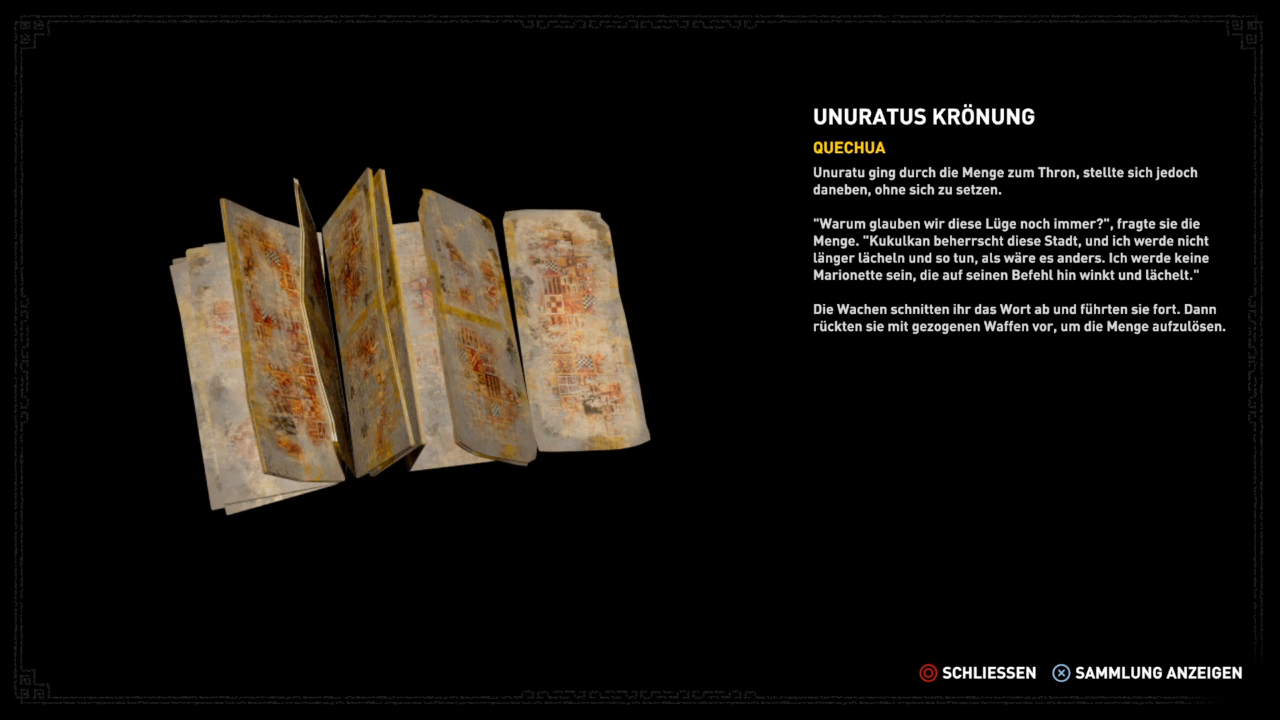 UNURATUS KRÖNUNG
QUECHUA
Unuratu ging durch die Menge zum Thron, stellte sich jedoch
daneben, ohne sich zu setzen.
"Warum glauben wir diese Lüge noch immer?", fragte sie die
Menge. "Kukulkan beherrscht diese Stadt, und ich werde nicht
länger lächeln und so tun, als wäre es anders. Ich werde keine
Marionette sein, die auf seinen Befehl hin winkt und lächelt."
Die Wachen schnitten ihr das Wort ab und führten sie fort. Dann
rückten sie mit gezogenen Waffen vor, um die Menge aufzulösen.
SCHLIESSEN SAMMLUNG ANZEIGEN